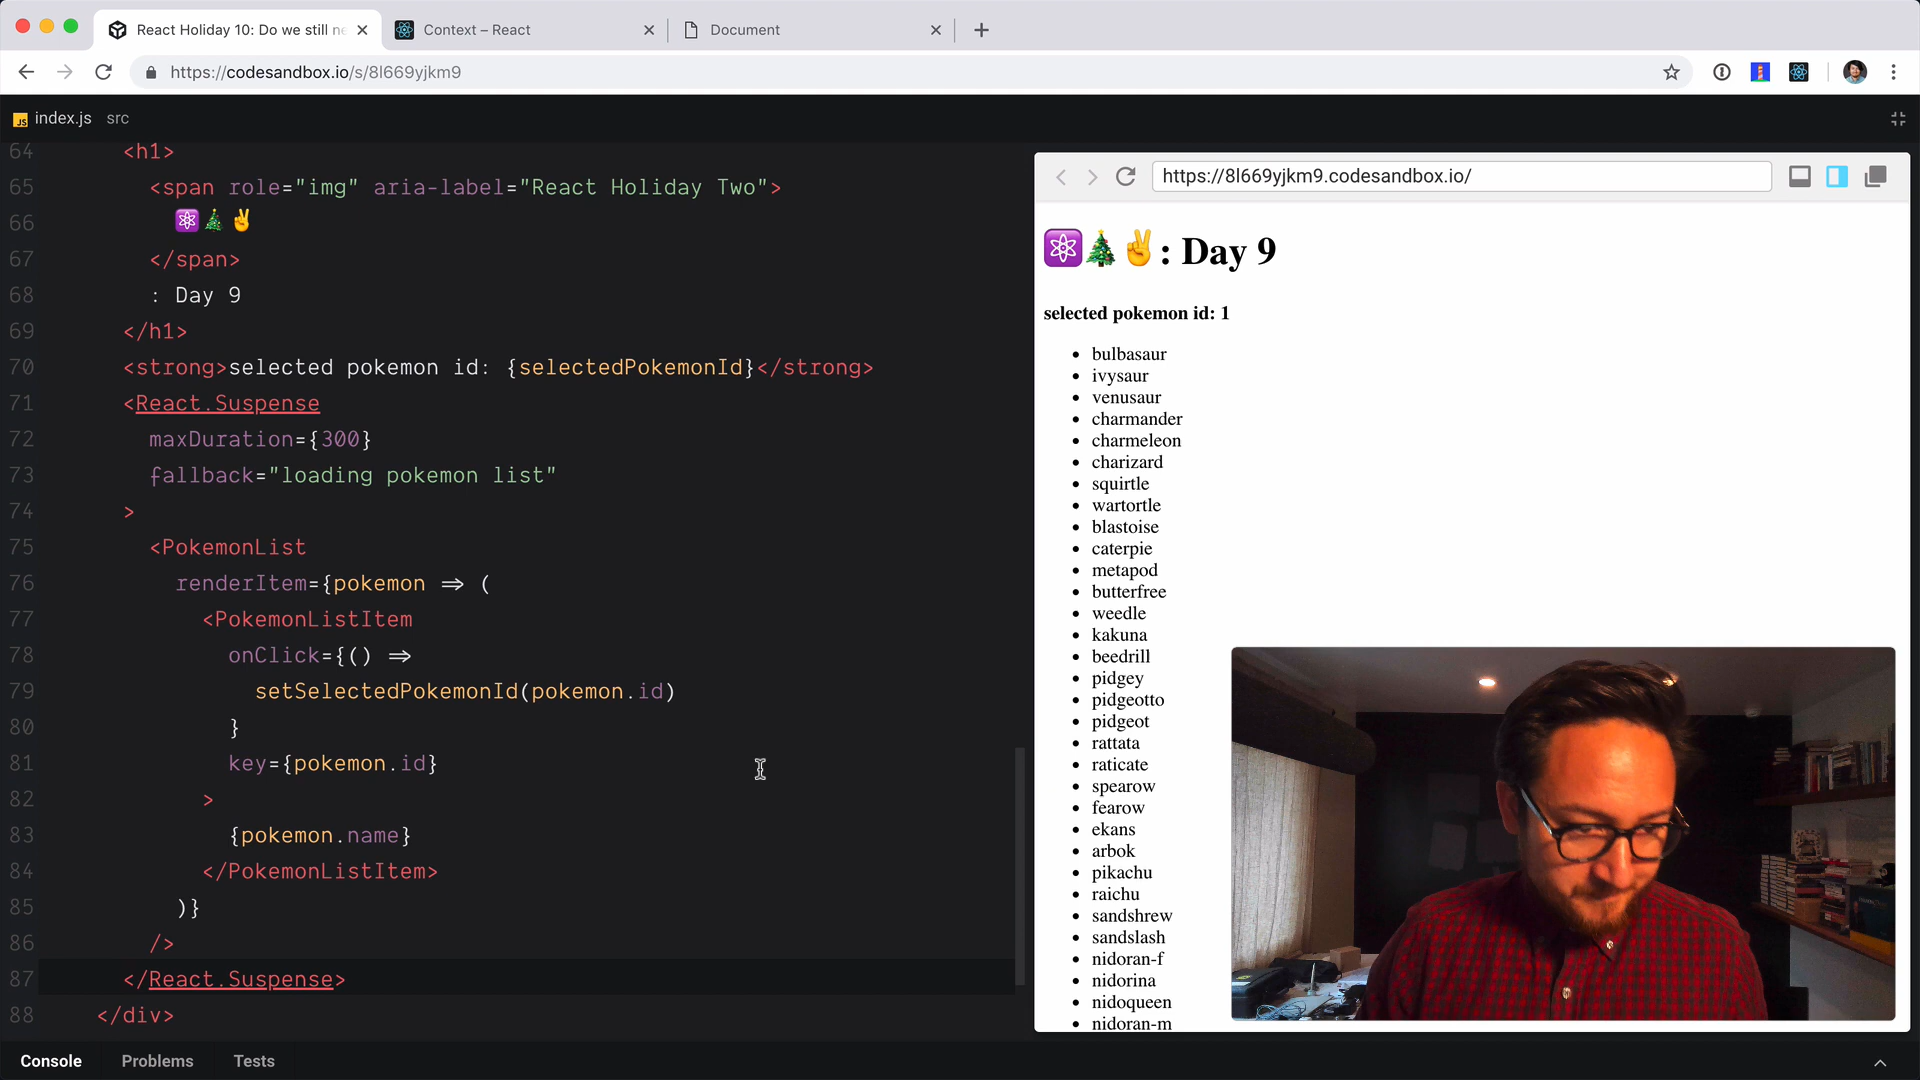 React Holiday 10: Do we still ne
Context – React
Document
https://codesandbox.io/s/8l669yjkm9
JS index.js src
64 <h1>
65 <span role="img" aria-label="React Holiday Two">
66 ⚛️🎄✌️
67 </span>
68 : Day 9
69 </h1>
70 <strong>selected pokemon id: {selectedPokemonId}</strong>
71 <React.Suspense
72 maxDuration={300}
73 fallback="loading pokemon list"
74 >
75 <PokemonList
76 renderItem={pokemon => (
77 <PokemonListItem
78 onClick={() =>
79 setSelectedPokemonId(pokemon.id)
80 }
81 key={pokemon.id}
82 >
83 {pokemon.name}
84 </PokemonListItem>
85 )}
86 />
87 </React.Suspense>
88 </div>
Console Problems Tests
https://8l669yjkm9.codesandbox.io/
⚛️🎄✌️: Day 9
selected pokemon id: 1
• bulbasaur
• ivysaur
• venusaur
• charmander
• charmeleon
• charizard
• squirtle
• wartortle
• blastoise
• caterpie
• metapod
• butterfree
• weedle
• kakuna
• beedrill
• pidgey
• pidgeotto
• pidgeot
• rattata
• raticate
• spearow
• fearow
• ekans
• arbok
• pikachu
• raichu
• sandshrew
• sandslash
• nidoran-f
• nidorina
• nidoqueen
• nidoran-m